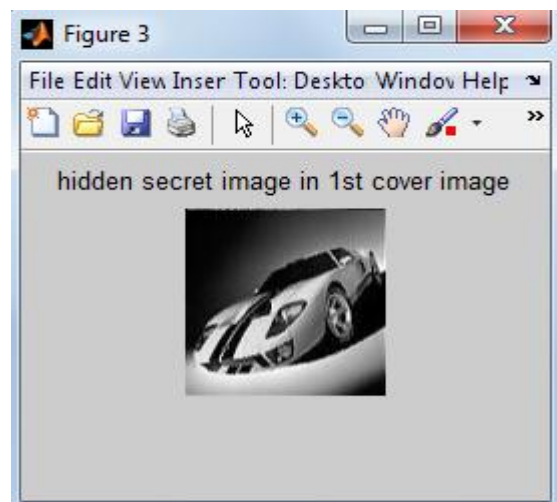 Figure 3
File Edit View Inser Tool: Deskto Windov Help
hidden secret image in 1st cover image